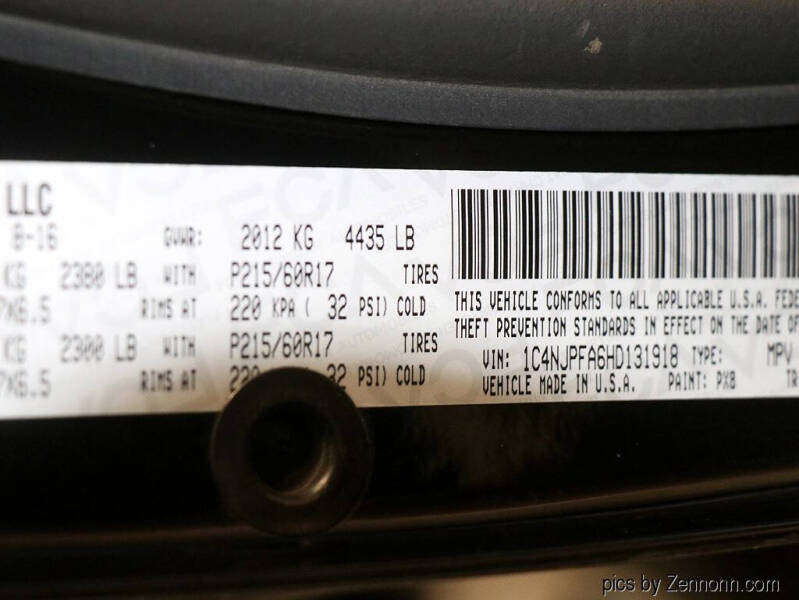 LLC
8-16 GVWR: 2012 KG 4435 LB
KG 2380 LB WITH P215/60R17 TIRES
7X6.5 RIMS AT 220 KPA ( 32 PSI) COLD
KG 2300 LB WITH P215/60R17 TIRES
7X6.5 RIMS AT 220 32 PSI) COLD
THIS VEHICLE CONFORMS TO ALL APPLICABLE U.S.A. FEDE
THEFT PREVENTION STANDARDS IN EFFECT ON THE DATE OF
VIN: 1C4NJPFA6HD131918 TYPE: MPV
VEHICLE MADE IN U.S.A. PAINT: PX8 TR
pics by Zennonn.com